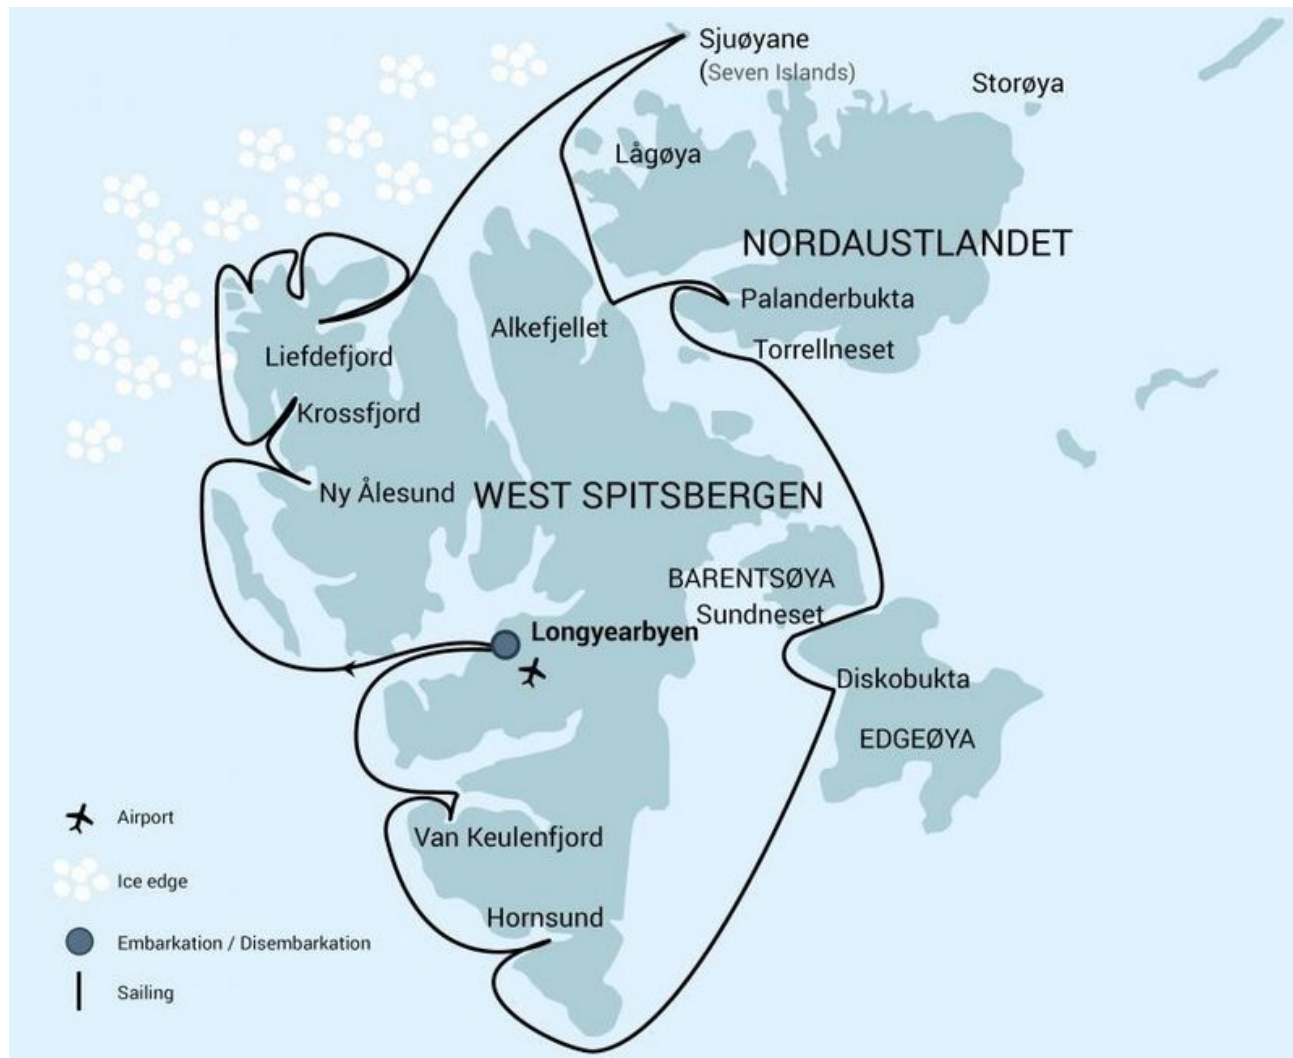 Sjuøyane
(Seven Islands)
Storøya
Lågøya
NORDAUSTLANDET
Palanderbukta
Alkefjellet
Torrellneset
Liefdefjord
Krossfjord
Ny Ålesund
WEST SPITSBERGEN
BARENTSØYA
Sundneset
Longyearbyen
Diskobukta
EDGEØYA
Airport
Van Keulenfjord
Ice edge
Hornsund
Embarkation / Disembarkation
Sailing